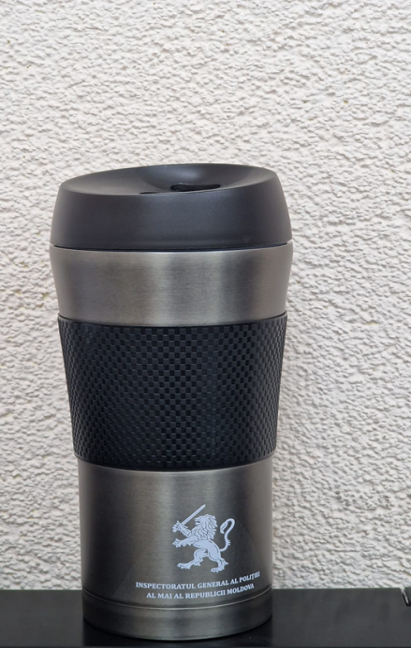 INSPECTORATUL GENERAL AL POLIȚIEI
AL MAI AL REPUBLICII MOLDOVA